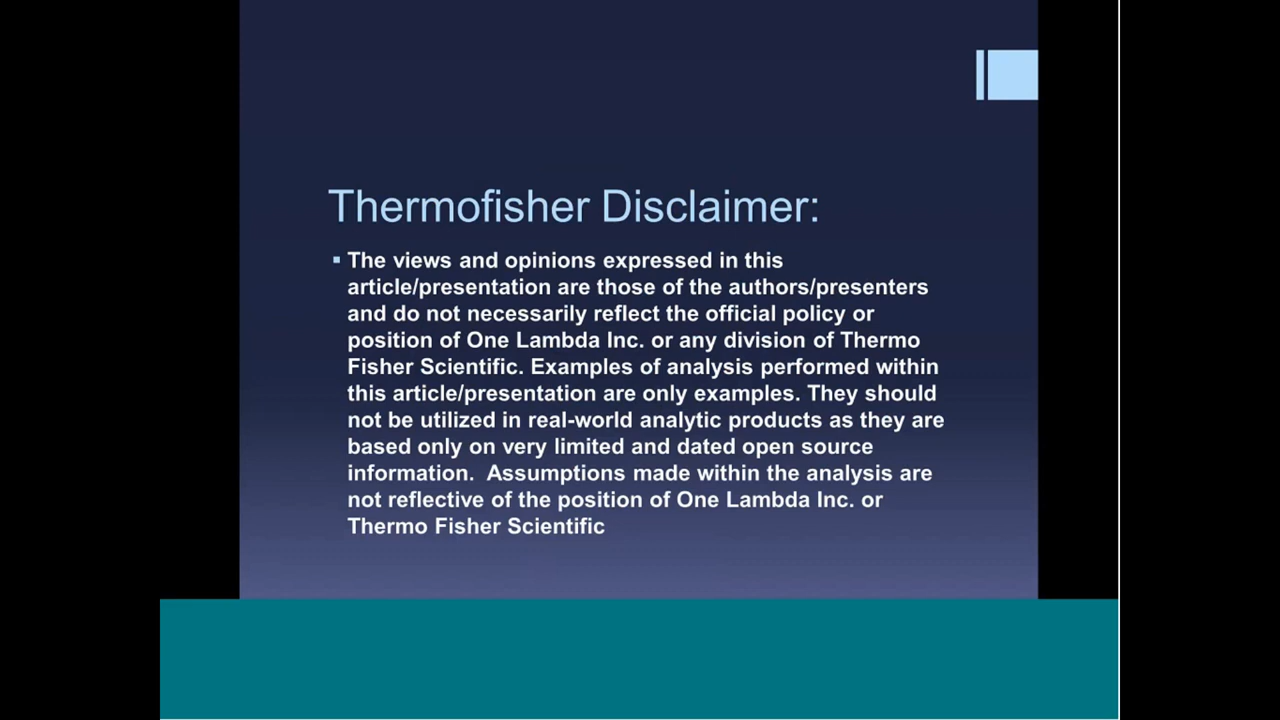 Thermofisher Disclaimer:
The views and opinions expressed in this
article/presentation are those of the authors/presenters
and do not necessarily reflect the official policy or
position of One Lambda Inc. or any division of Thermo
Fisher Scientific. Examples of analysis performed within
this article/presentation are only examples. They should
not be utilized in real-world analytic products as they are
based only on very limited and dated open source
information.  Assumptions made within the analysis are
not reflective of the position of One Lambda Inc. or
Thermo Fisher Scientific